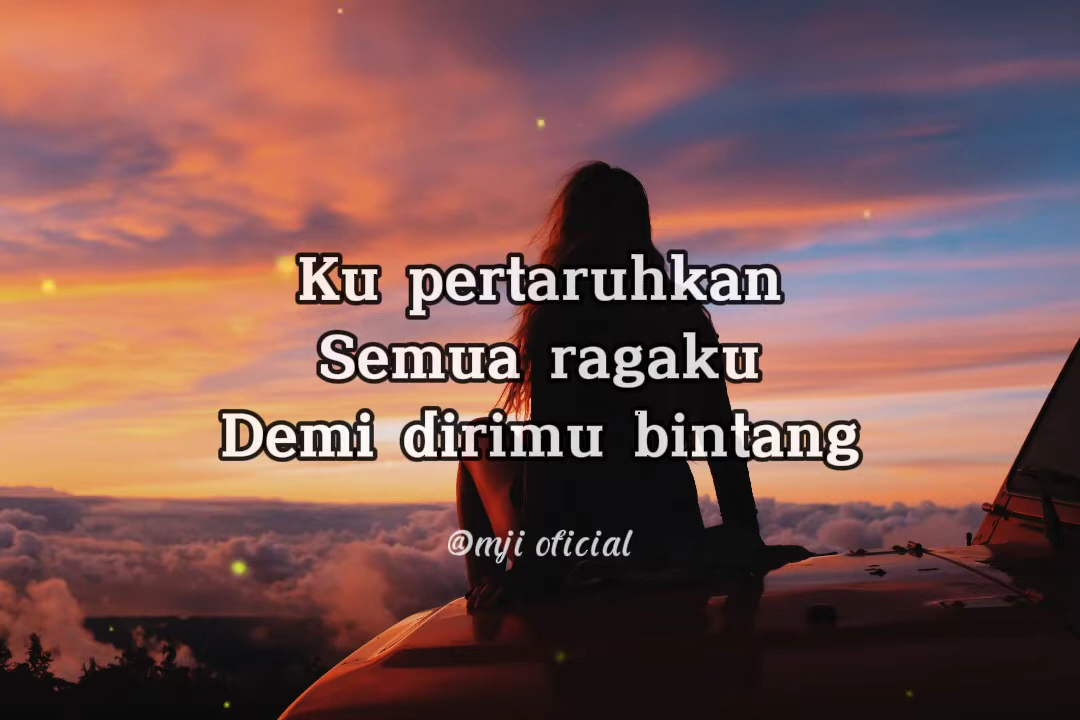 Ku pertaruhkan
Semua ragaku
Demi dirimu bintang
@mji oficial